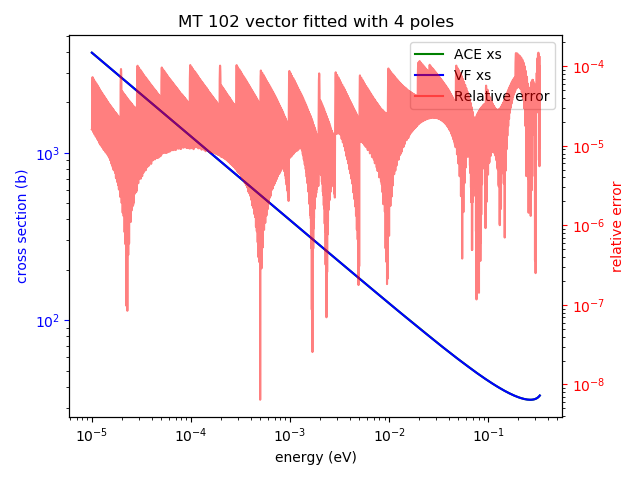 MT 102 vector fitted with 4 poles
ACE xs
VF xs
Relative error
cross section (b)
10³
10²
relative error
10⁻⁴
10⁻⁵
10⁻⁶
10⁻⁷
10⁻⁸
10⁻⁵ 10⁻⁴ 10⁻³ 10⁻² 10⁻¹
energy (eV)